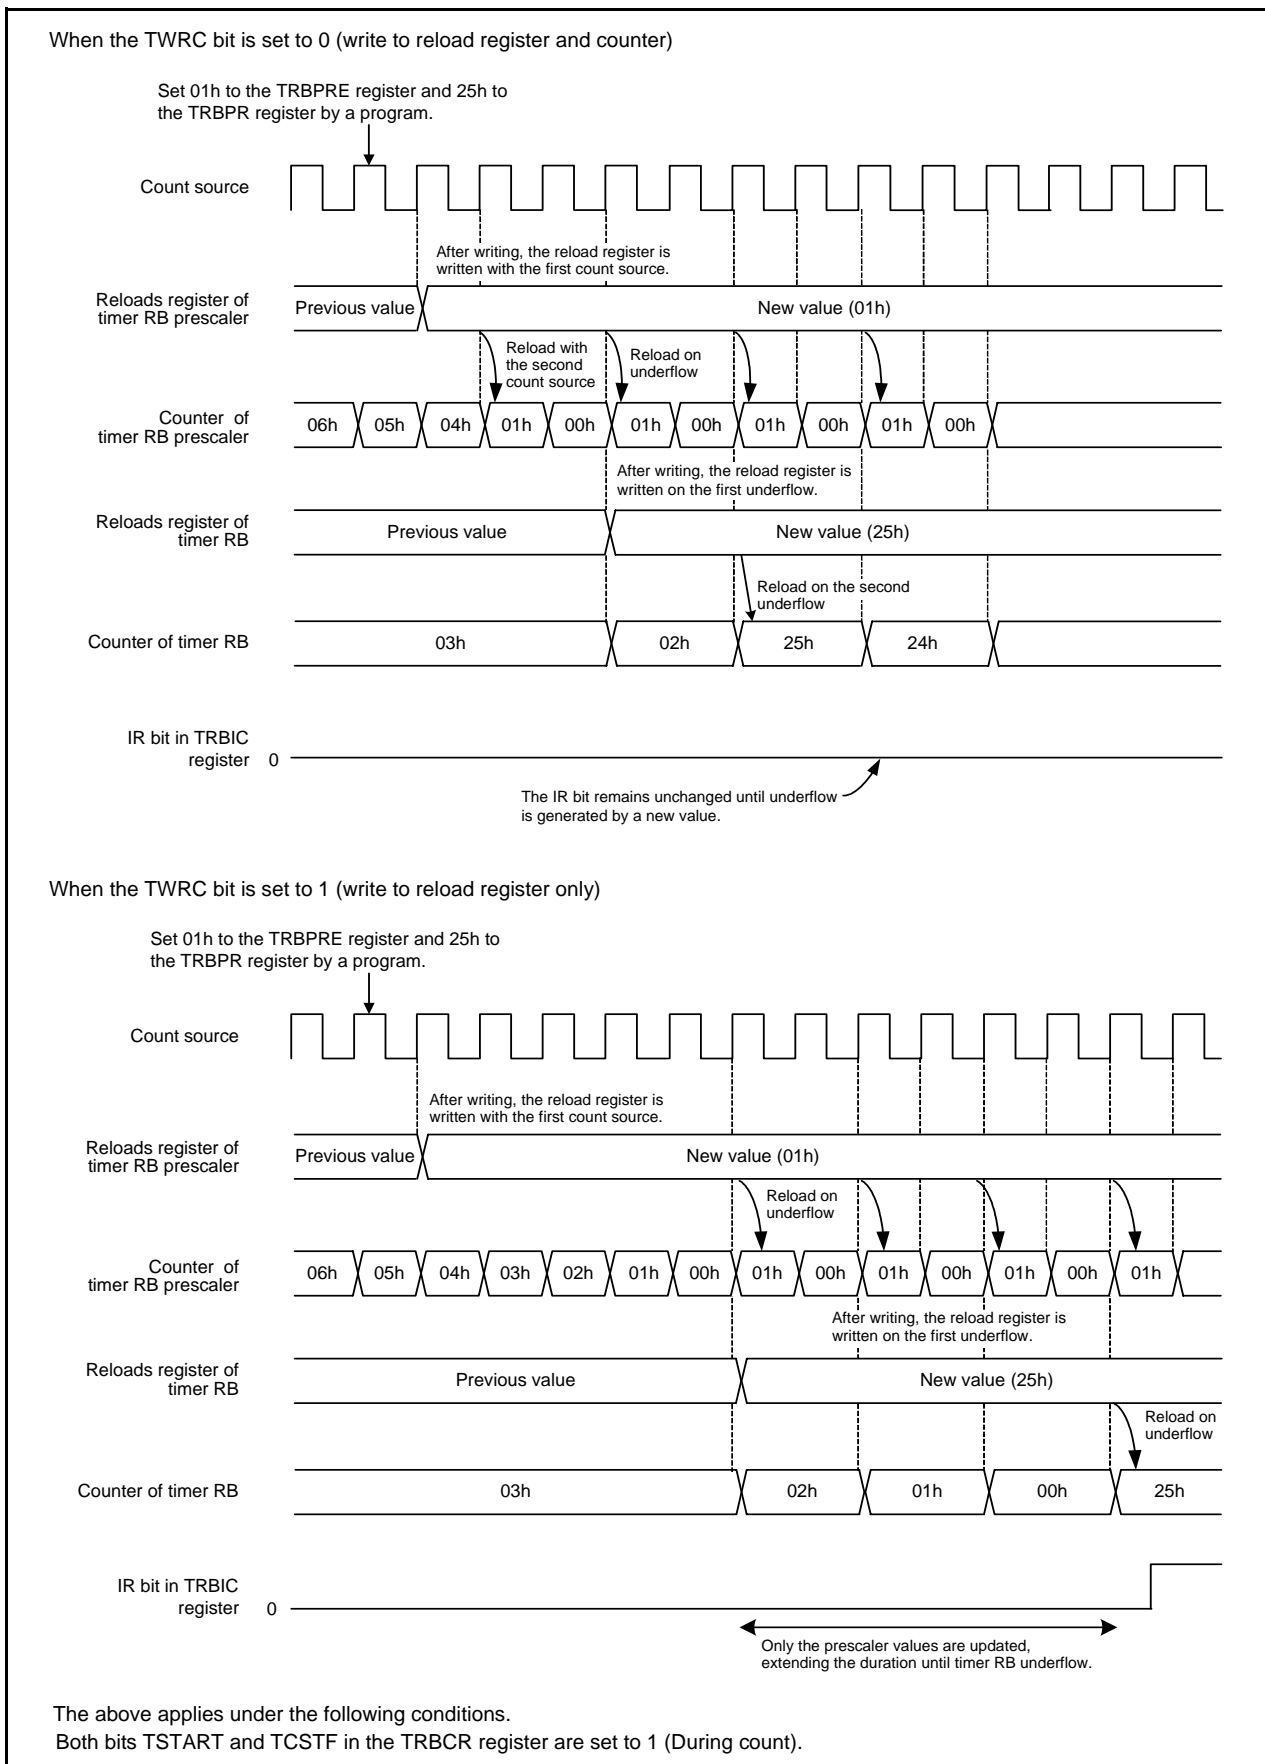 When the TWRC bit is set to 0 (write to reload register and counter)
Set 01h to the TRBPRE register and 25h to
the TRBPR register by a program.
Count source
After writing, the reload register is
written with the first count source.
Reloads register of
timer RB prescaler
Previous value
New value (01h)
Reload with
the second
count source
Reload on
underflow
Counter of
timer RB prescaler
06h 05h 04h 01h 00h 01h 00h 01h 00h 01h 00h
After writing, the reload register is
written on the first underflow.
Reloads register of
timer RB
Previous value
New value (25h)
Reload on the second
underflow
Counter of timer RB
03h 02h 25h 24h
IR bit in TRBIC
register 0
The IR bit remains unchanged until underflow
is generated by a new value.
When the TWRC bit is set to 1 (write to reload register only)
Set 01h to the TRBPRE register and 25h to
the TRBPR register by a program.
Count source
After writing, the reload register is
written with the first count source.
Reloads register of
timer RB prescaler
Previous value
New value (01h)
Reload on
underflow
Counter of
timer RB prescaler
06h 05h 04h 03h 02h 01h 00h 01h 00h 01h 00h 01h 00h 01h
After writing, the reload register is
written on the first underflow.
Reloads register of
timer RB
Previous value
New value (25h)
Reload on
underflow
Counter of timer RB
03h 02h 01h 00h 25h
IR bit in TRBIC
register 0
Only the prescaler values are updated,
extending the duration until timer RB underflow.
The above applies under the following conditions.
Both bits TSTART and TCSTF in the TRBCR register are set to 1 (During count).